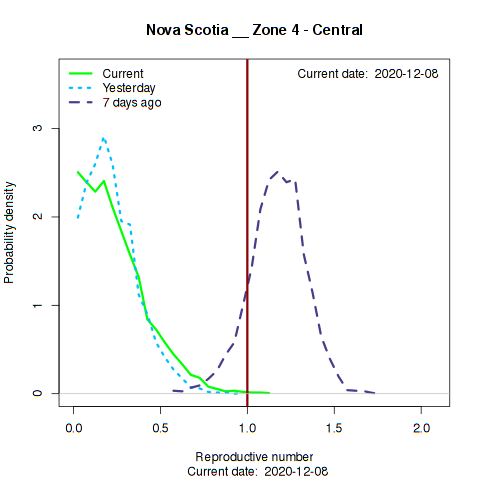 Nova Scotia __ Zone 4 - Central
Current
Yesterday
7 days ago
Current date:  2020-12-08
Probability density
3
2
1
0
0.0
0.5
1.0
1.5
2.0
Reproductive number
Current date:  2020-12-08